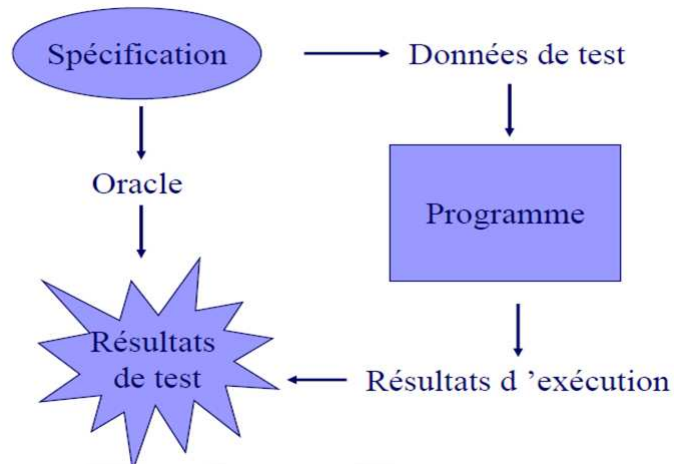 Spécification
Données de test
Oracle
Programme
Résultats
de test
Résultats d ’exécution